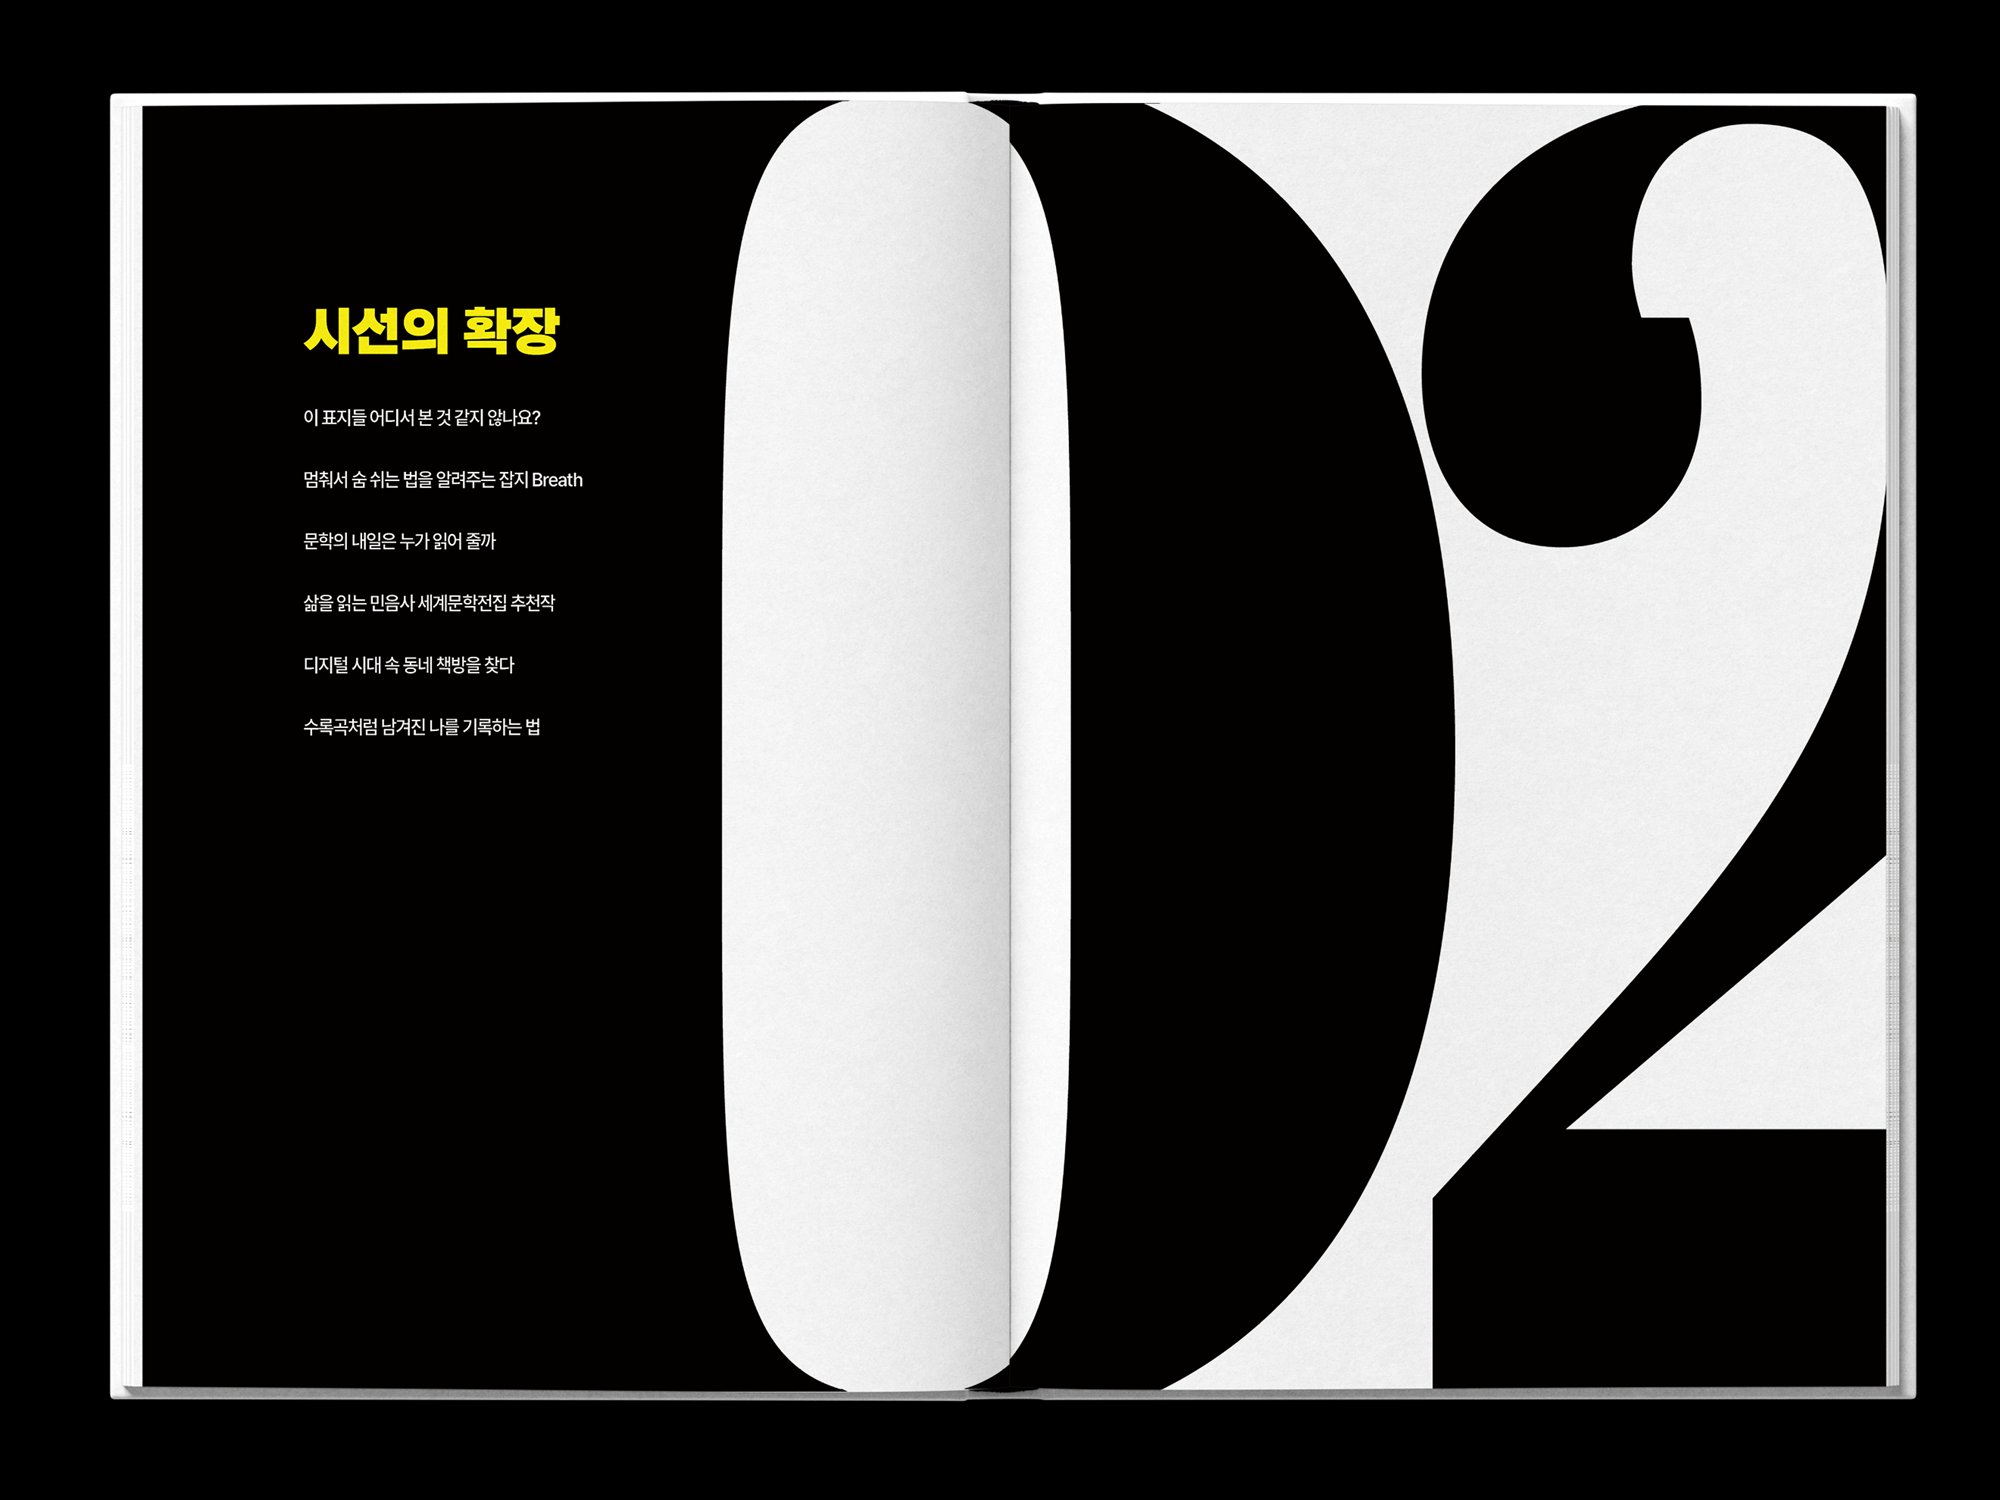 시선의 확장
이 표지들 어디서 본 것 같지 않나요?
멈춰서 숨 쉬는 법을 알려주는 잡지 Breath
문학의 내일은 누가 읽어 줄까
삶을 읽는 민음사 세계문학전집 추천작
디지털 시대 속 동네 책방을 찾다
수록곡처럼 남겨진 나를 기록하는 법
02